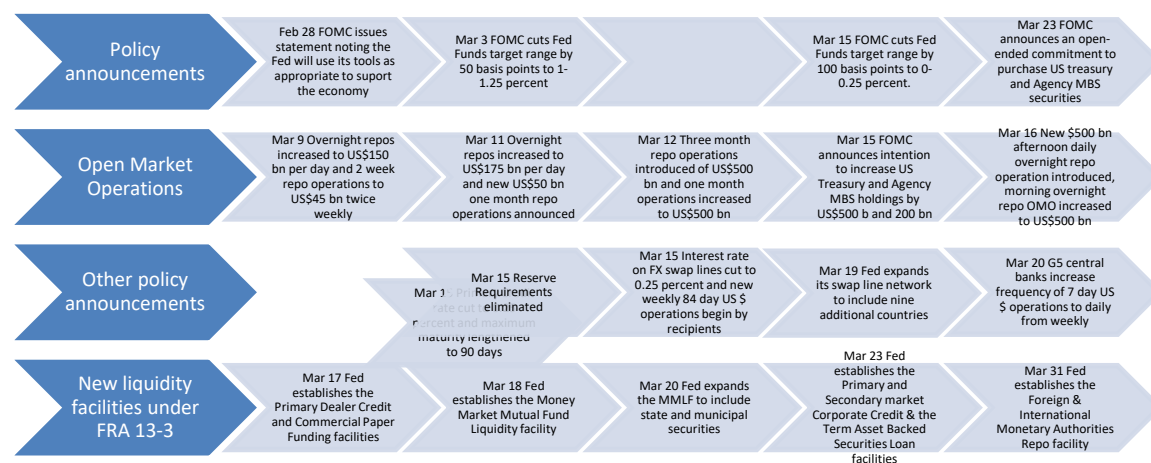 Policy
announcements
Feb 28 FOMC issues
statement noting the
Fed will use its tools as
appropriate to suport
the economy
Mar 3 FOMC cuts Fed
Funds target range by
50 basis points to 1-
1.25 percent
Mar 15 FOMC cuts Fed
Funds target range by
100 basis points to 0-
0.25 percent.
Mar 23 FOMC
announces an open-
ended commitment to
purchase US treasury
and Agency MBS
securities
Open Market
Operations
Mar 9 Overnight repos
increased to US$150
bn per day and 2 week
repo operations to
US$45 bn twice
weekly
Mar 11 Overnight
repos increased to
US$175 bn per day
and new US$50 bn
one month repo
operations announced
Mar 12 Three month
repo operations
introduced of US$500
bn and one month
operations increased
to US$500 bn
Mar 15 FOMC
announces intention
to increase US
Treasury and Agency
MBS holdings by
US$500 b and 200 bn
Mar 16 New $500 bn
afternoon daily
overnight repo
operation introduced,
morning overnight
repo OMO increased
to US$500 bn
Other policy
announcements
Mar
rate cut
percent and maximum
maturity lengthened
to 90 days
Mar 15 Reserve
Requirements
eliminated
Mar 15 Interest rate
on FX swap lines cut to
0.25 percent and new
weekly 84 day US $
operations begin by
recipients
Mar 19 Fed expands
its swap line network
to include nine
additional countries
Mar 20 G5 central
banks increase
frequency of 7 day US
$ operations to daily
from weekly
New liquidity
facilities under
FRA 13-3
Mar 17 Fed
establishes the
Primary Dealer Credit
and Commercial Paper
Funding facilities
Mar 18 Fed
establishes the Money
Market Mutual Fund
Liquidity facility
Mar 20 Fed expands
the MMLF to include
state and municipal
securities
Mar 23 Fed
establishes the
Primary and
Secondary market
Corporate Credit & the
Term Asset Backed
Securities Loan
facilities
Mar 31 Fed
establishes the
Foreign &
International
Monetary Authorities
Repo facility